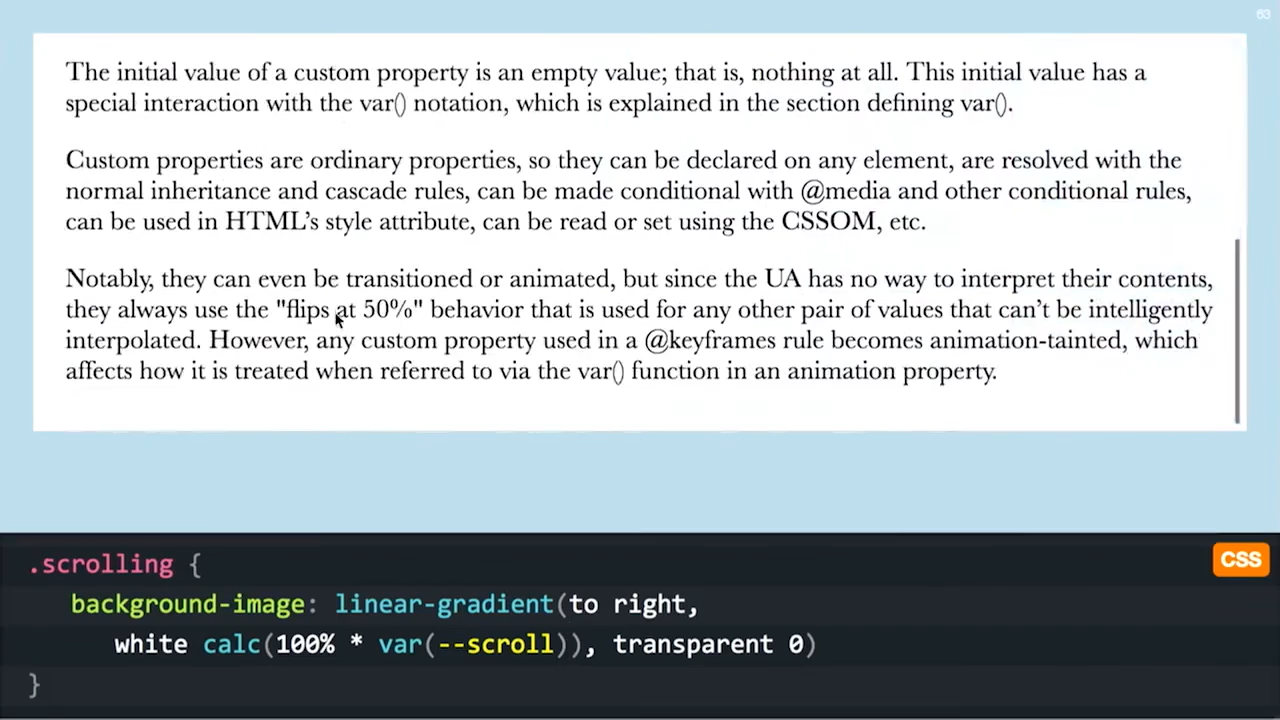 63
The initial value of a custom property is an empty value; that is, nothing at all. This initial value has a
special interaction with the var() notation, which is explained in the section defining var().
Custom properties are ordinary properties, so they can be declared on any element, are resolved with the
normal inheritance and cascade rules, can be made conditional with @media and other conditional rules,
can be used in HTML’s style attribute, can be read or set using the CSSOM, etc.
Notably, they can even be transitioned or animated, but since the UA has no way to interpret their contents,
they always use the "flips at 50%" behavior that is used for any other pair of values that can’t be intelligently
interpolated. However, any custom property used in a @keyframes rule becomes animation-tainted, which
affects how it is treated when referred to via the var() function in an animation property.
CSS
.scrolling {
background-image: linear-gradient(to right,
white calc(100% * var(--scroll)), transparent 0)
}